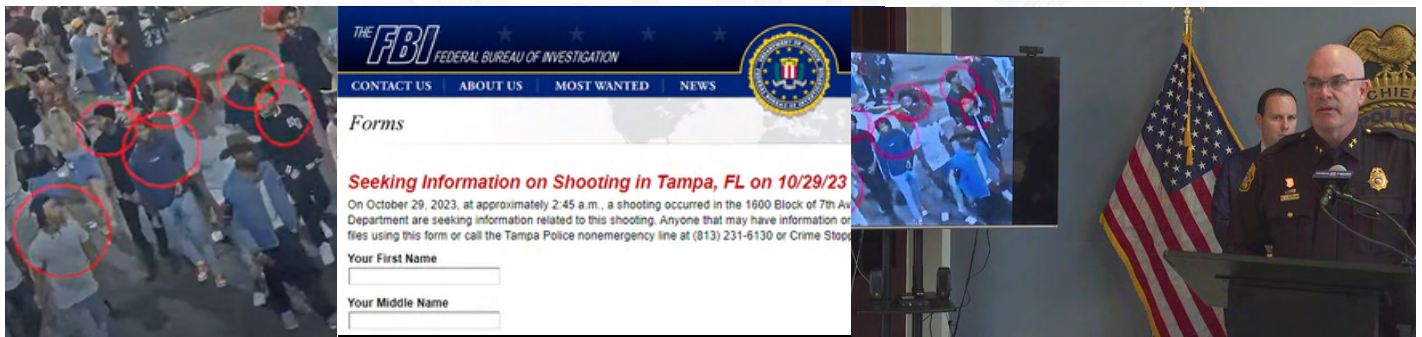 THE FBI FEDERAL BUREAU OF INVESTIGATION
CONTACT US ABOUT US MOST WANTED NEWS
Forms
Seeking Information on Shooting in Tampa, FL on 10/29/23
On October 29, 2023, at approximately 2:45 a.m., a shooting occurred in the 1600 Block of 7th Av
Department are seeking information related to this shooting. Anyone that may have information or
files using this form or call the Tampa Police nonemergency line at (813) 231-6130 or Crime Stopp
Your First Name
Your Middle Name
CHIEF
POLIC